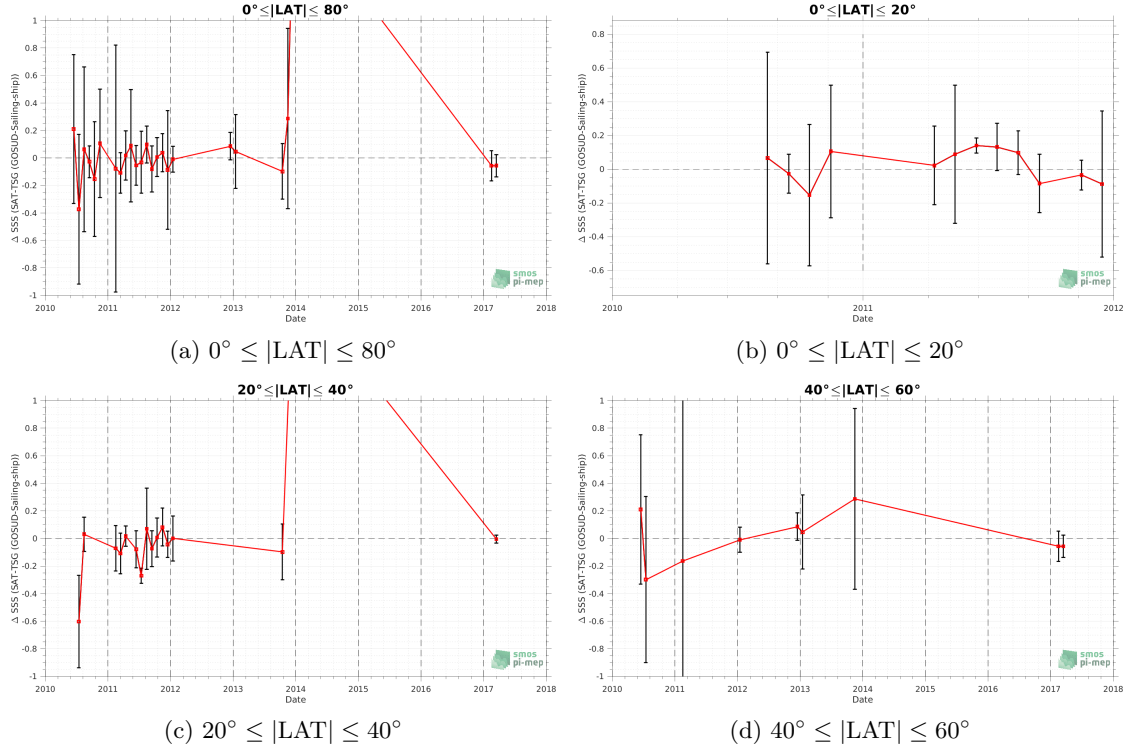 0°≤|LAT|≤ 80°
Δ SSS (SAT-TSG (GOSUD-Sailing-ship))
0.8
0.6
0.4
0.2
0
-0.2
-0.4
-0.6
-0.8
-1
2010 2011 2012 2013 2014 2015 2016 2017 2018
Date
smos
pi-mep
(a) 0° ≤ |LAT| ≤ 80°
0°≤|LAT|≤ 20°
Δ SSS (SAT-TSG (GOSUD-Sailing-ship))
0.8
0.6
0.4
0.2
0
-0.2
-0.4
-0.6
2010 2011 2012
Date
smos
pi-mep
(b) 0° ≤ |LAT| ≤ 20°
20°≤|LAT|≤ 40°
Δ SSS (SAT-TSG (GOSUD-Sailing-ship))
1
0.8
0.6
0.4
0.2
0
-0.2
-0.4
-0.6
-0.8
-1
2010 2011 2012 2013 2014 2015 2016 2017 2018
Date
smos
pi-mep
(c) 20° ≤ |LAT| ≤ 40°
40°≤|LAT|≤ 60°
Δ SSS (SAT-TSG (GOSUD-Sailing-ship))
1
0.8
0.6
0.4
0.2
0
-0.2
-0.4
-0.6
-0.8
-1
2010 2011 2012 2013 2014 2015 2016 2017 2018
Date
smos
pi-mep
(d) 40° ≤ |LAT| ≤ 60°